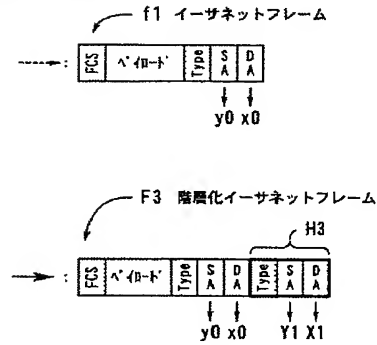 f1 イーサネットフレーム
: FCS ペイロード Type SA DA
y0 x0
F3 階層化イーサネットフレーム
H3
: FCS ペイロード Type SA DA Type SA DA
y0 x0 Y1 X1